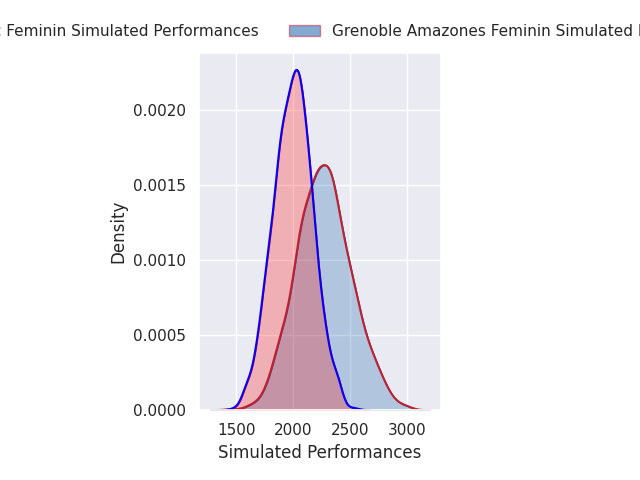 Feminin Simulated Performances
Grenoble Amazones Feminin Simulated
0.0020
0.0015
0.0010
0.0005
0.0000
Density
1500 2000 2500 3000
Simulated Performances